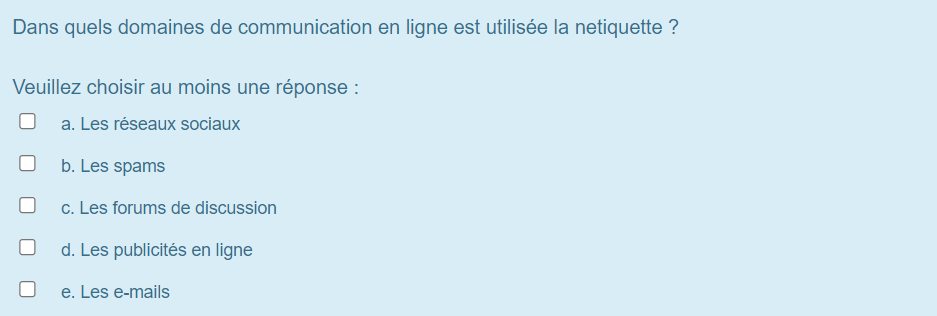 Dans quels domaines de communication en ligne est utilisée la netiquette ?
Veuillez choisir au moins une réponse :
a. Les réseaux sociaux
b. Les spams
c. Les forums de discussion
d. Les publicités en ligne
e. Les e-mails